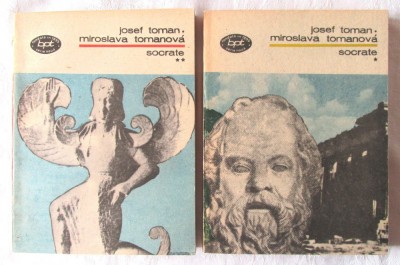 josef toman.
miroslava tomanová
socrate
**
bpt
josef toman.
miroslava tomanová
socrate
*
bpt